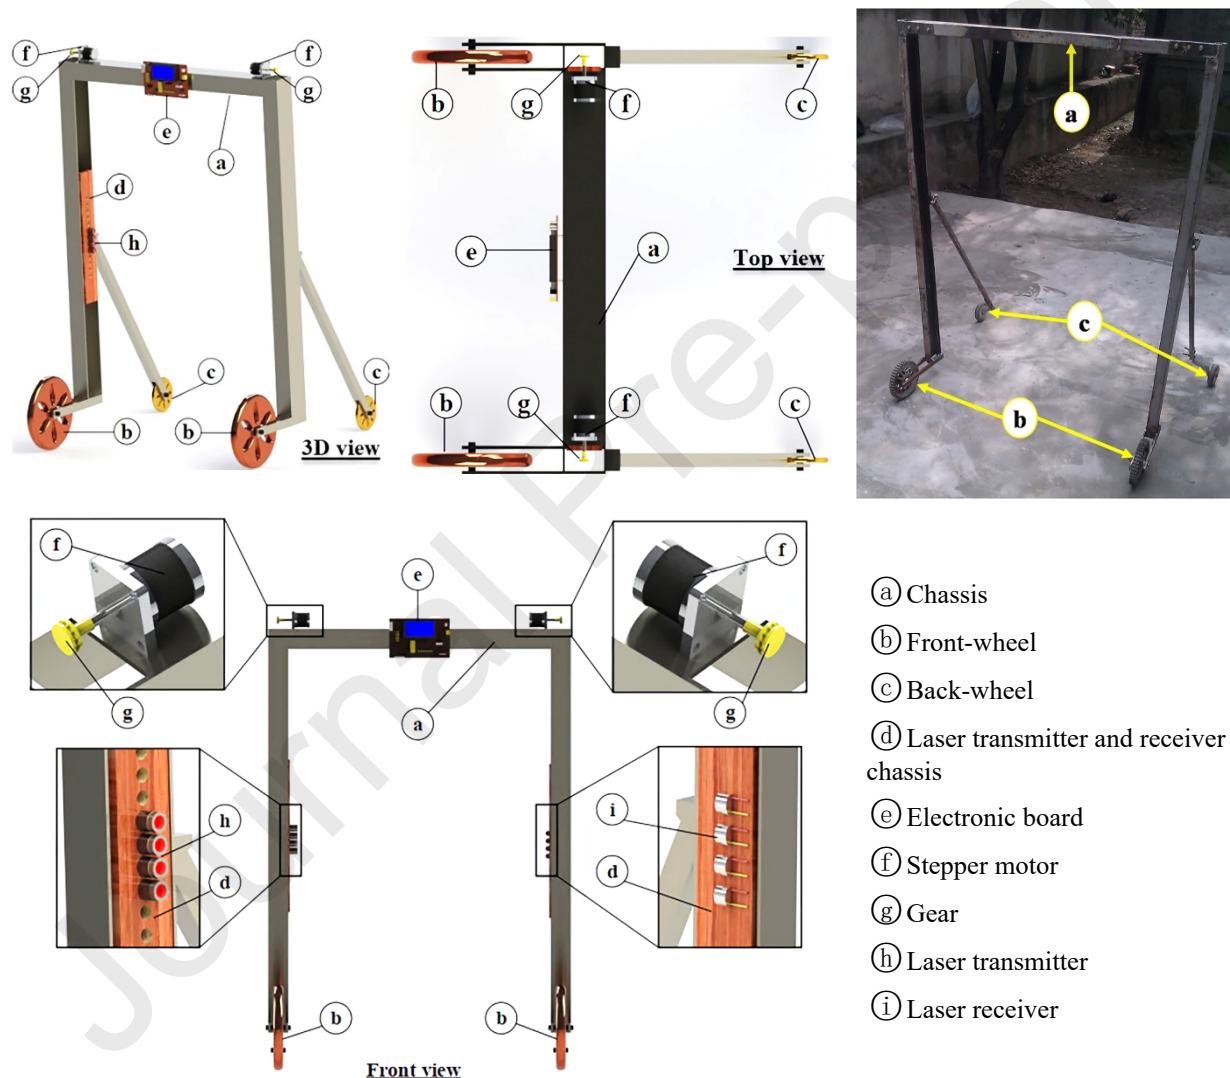 f
f
g
g
e
a
d
h
c
c
b
b
3D view
b
g
f
c
e
a
Top view
b
g
f
c
a
c
b
f
e
f
g
a
g
h
i
d
d
b
b
Front view
ⓐ Chassis
ⓑ Front-wheel
ⓒ Back-wheel
ⓓ Laser transmitter and receiver
chassis
ⓔ Electronic board
ⓕ Stepper motor
ⓖ Gear
ⓗ Laser transmitter
ⓘ Laser receiver
Journal Pre-p